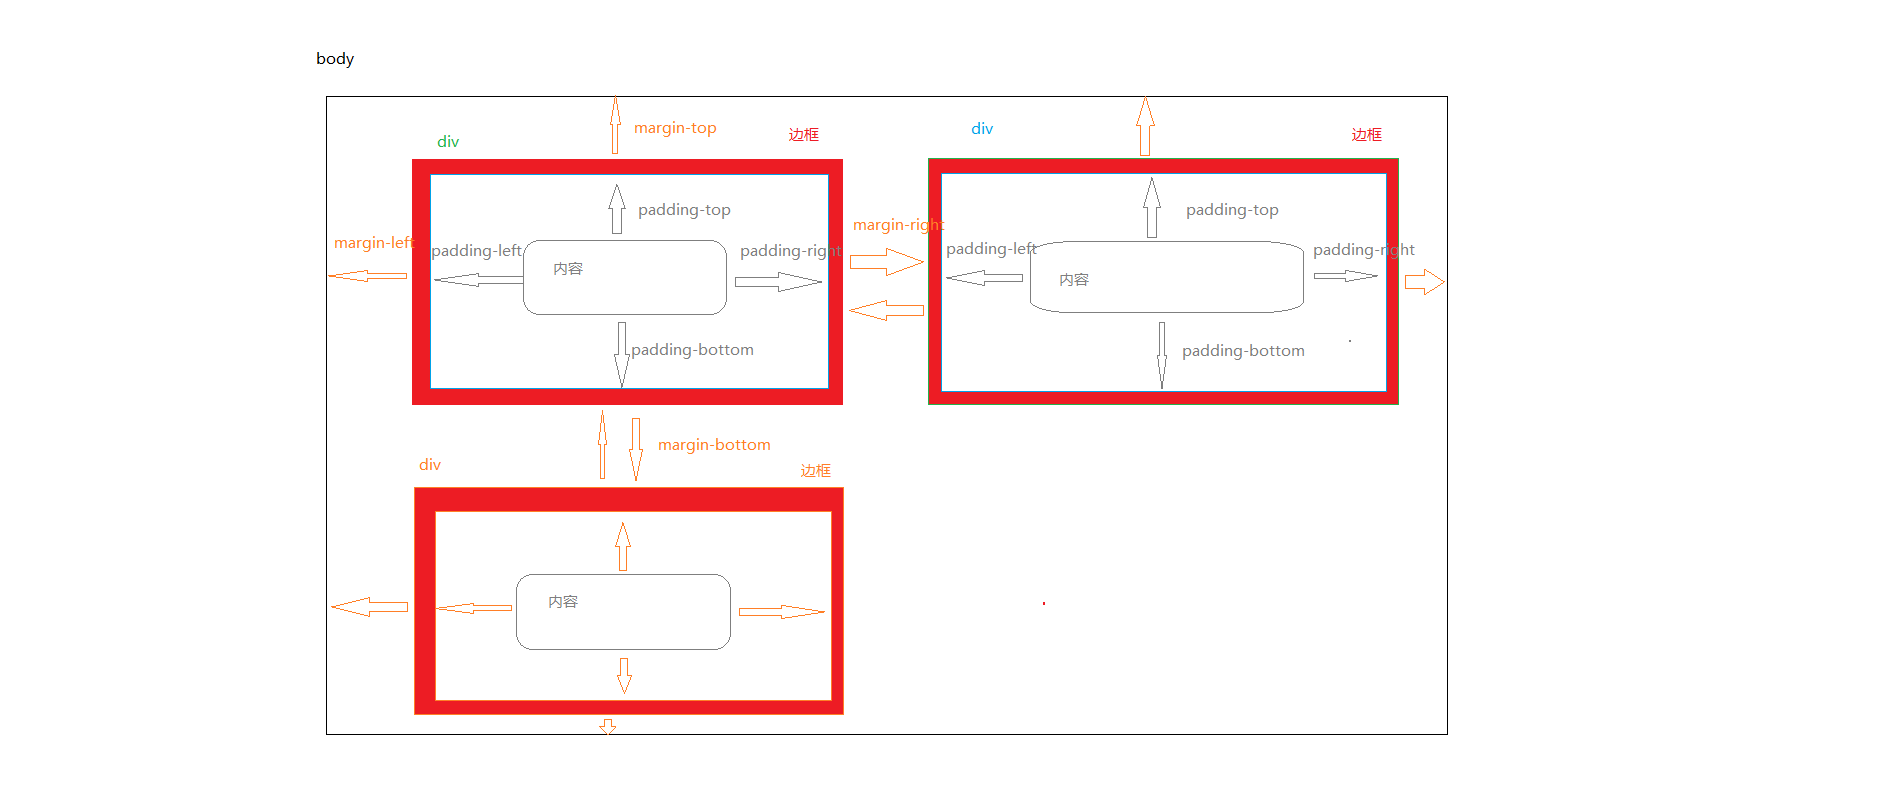 body
div
margin-top
边框
div
边框
padding-top
padding-top
margin-left
padding-left
padding-right
margin-right
padding-left
padding-right
内容
内容
padding-bottom
padding-bottom
margin-bottom
div
边框
内容